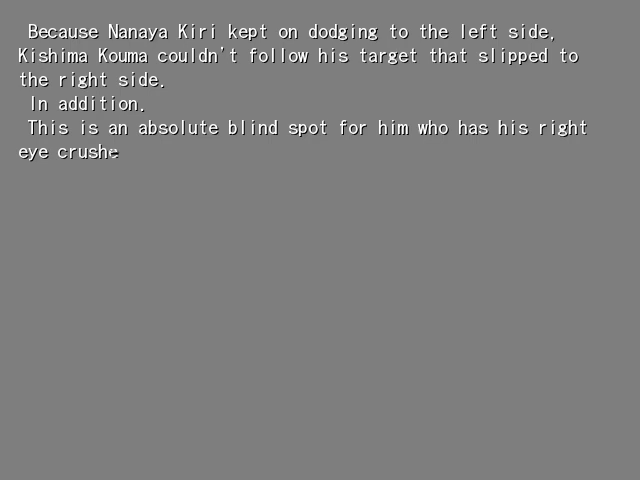 Because Nanaya Kiri kept on dodging to the left side,
Kishima Kouma couldn't follow his target that slipped to
the right side.
In addition.
This is an absolute blind spot for him who has his right
eye crushe